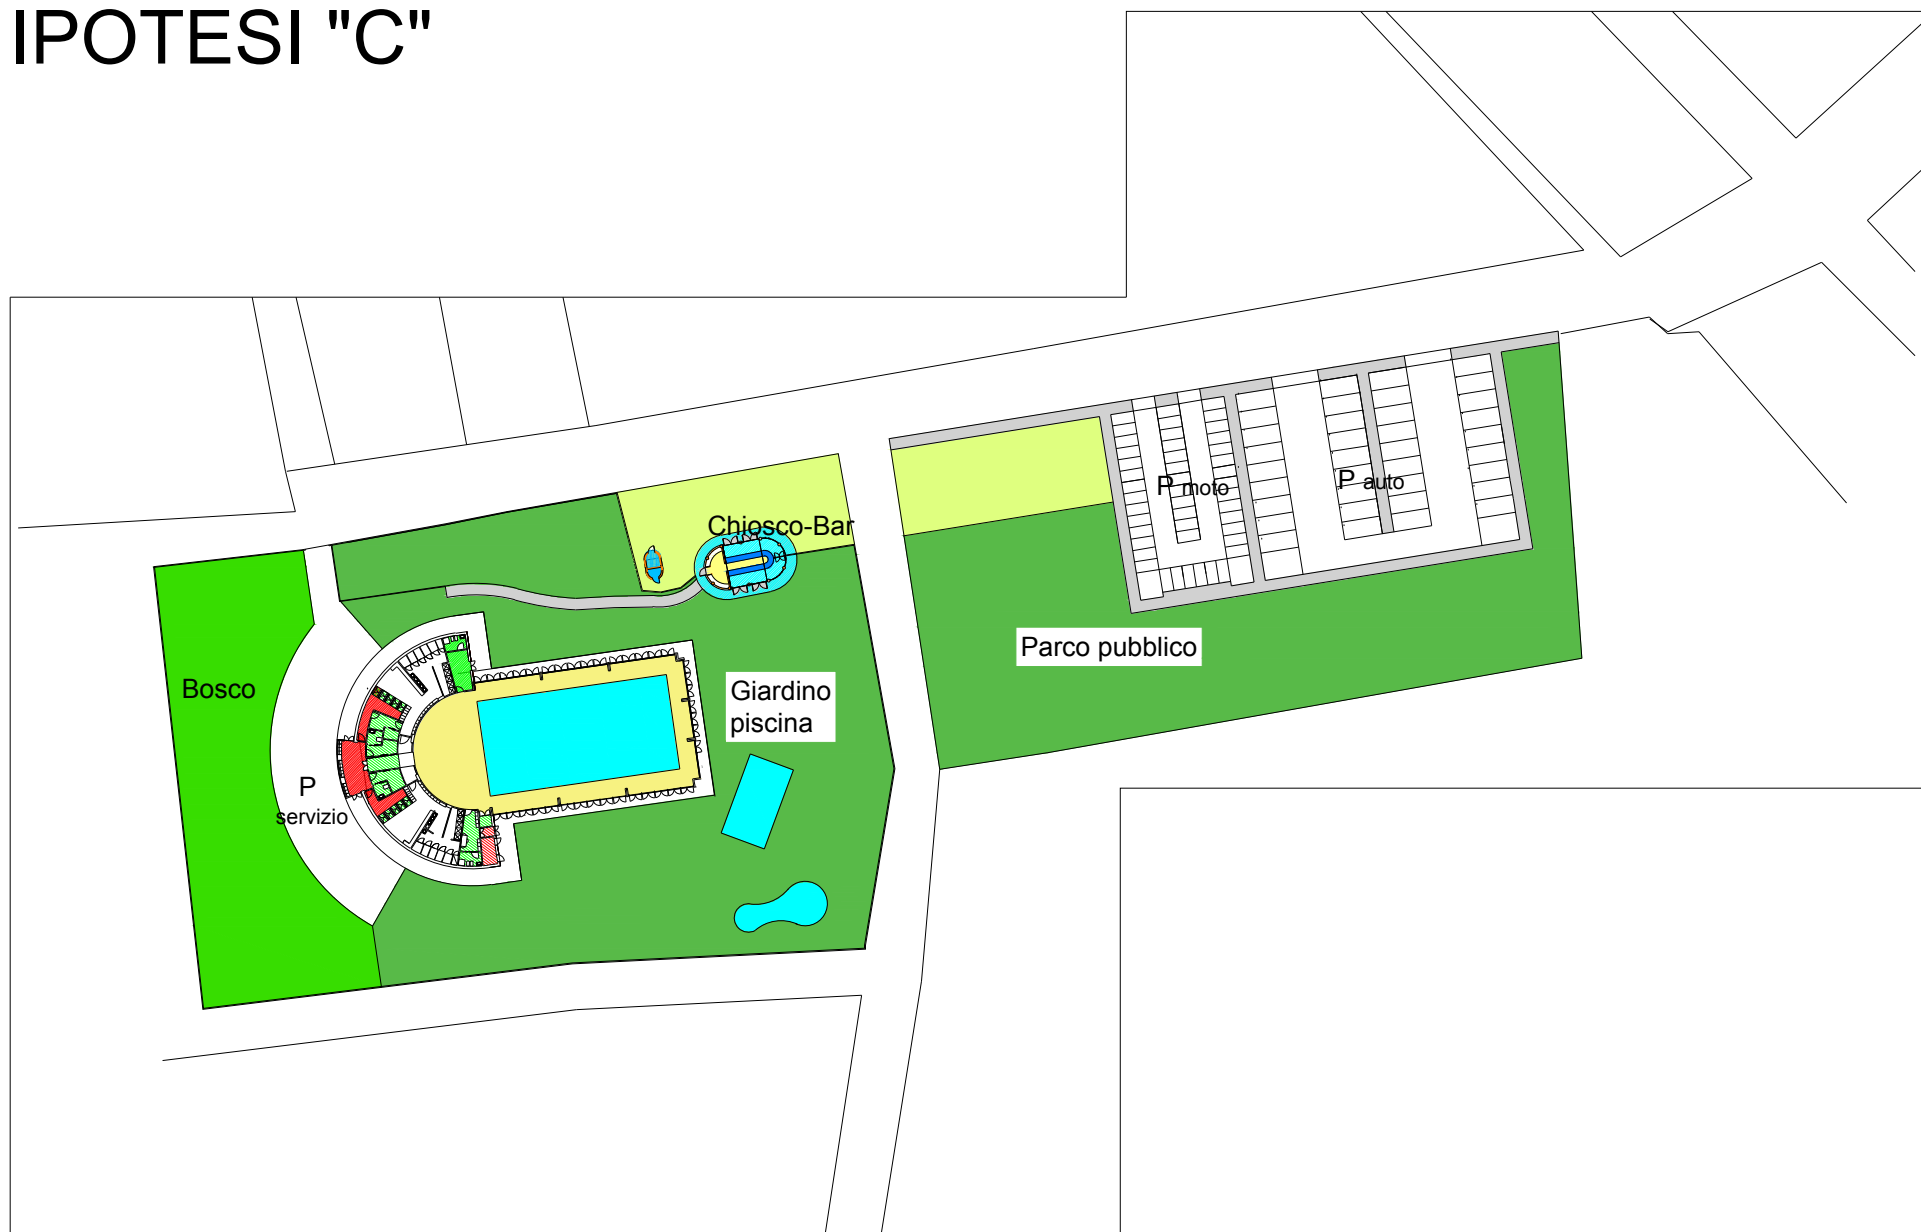 IPOTESI "C"
Chiosco-Bar
P moto
P auto
Parco pubblico
Bosco
Giardino
piscina
P
servizio